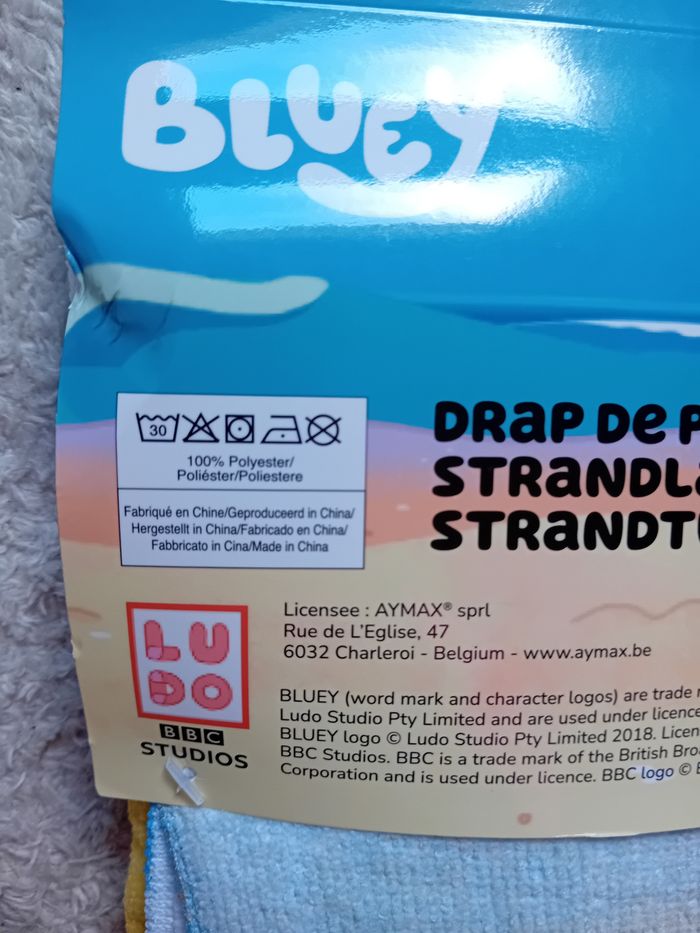 BLUEY
30
100% Polyester/
Poliéster/Poliestere
Fabriqué en Chine/Geproduceerd in China/
Hergestellt in China/Fabricado en China/
Fabbricato in Cina/Made in China
DRAP DE
STRANDL
STRANDT
LUDO
BBC
STUDIOS
Licensee : AYMAX® sprl
Rue de L'Eglise, 47
6032 Charleroi - Belgium - www.aymax.be
BLUEY (word mark and character logos) are trade
Ludo Studio Pty Limited and are used under licence
BLUEY logo © Ludo Studio Pty Limited 2018. Licen
BBC Studios. BBC is a trade mark of the British Bro
Corporation and is used under licence. BBC logo ©